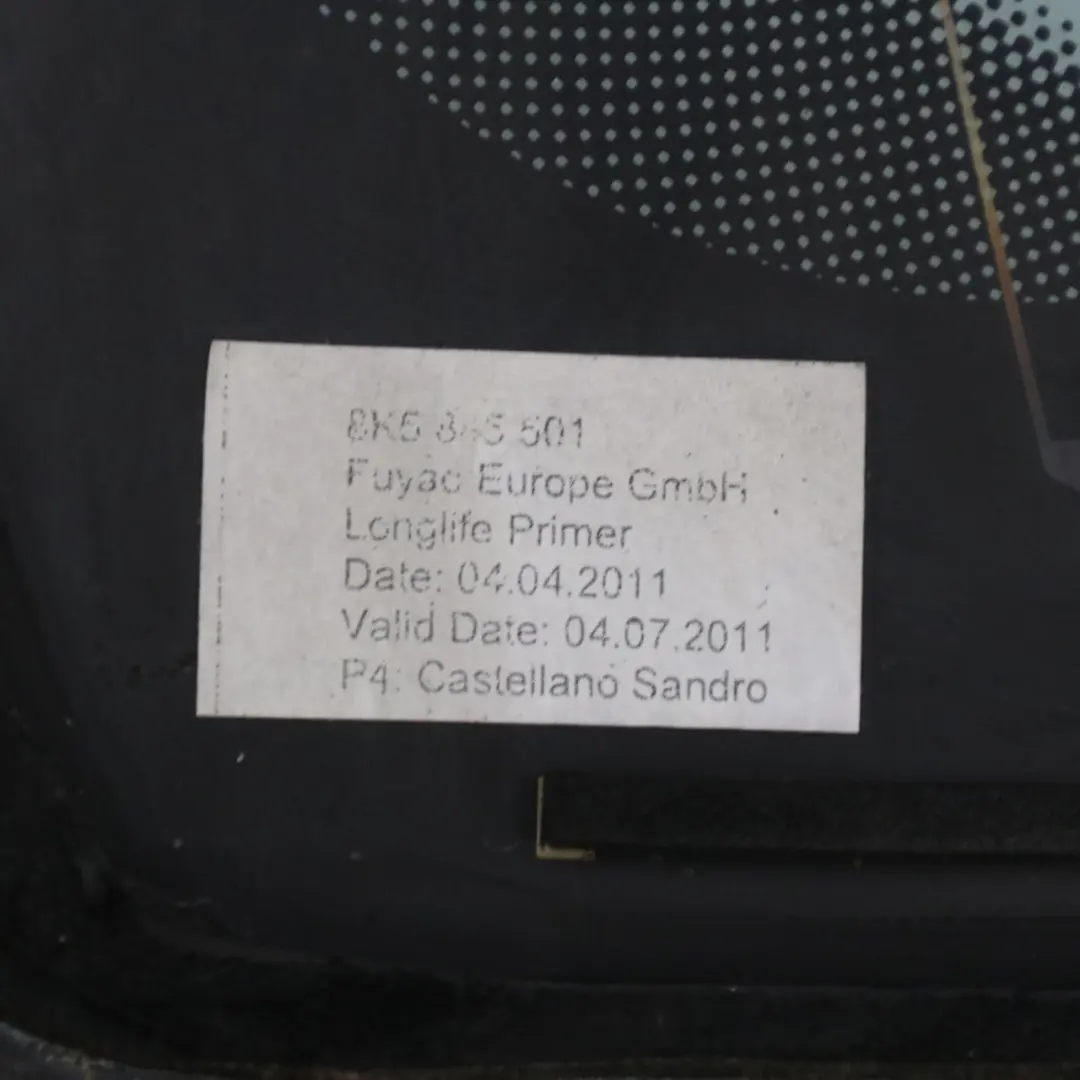 8K5 845 501
Fuyao Europe GmbH
Longlife Primer
Date: 04.04.2011
Valid Date: 04.07.2011
P4: Castellano Sandro